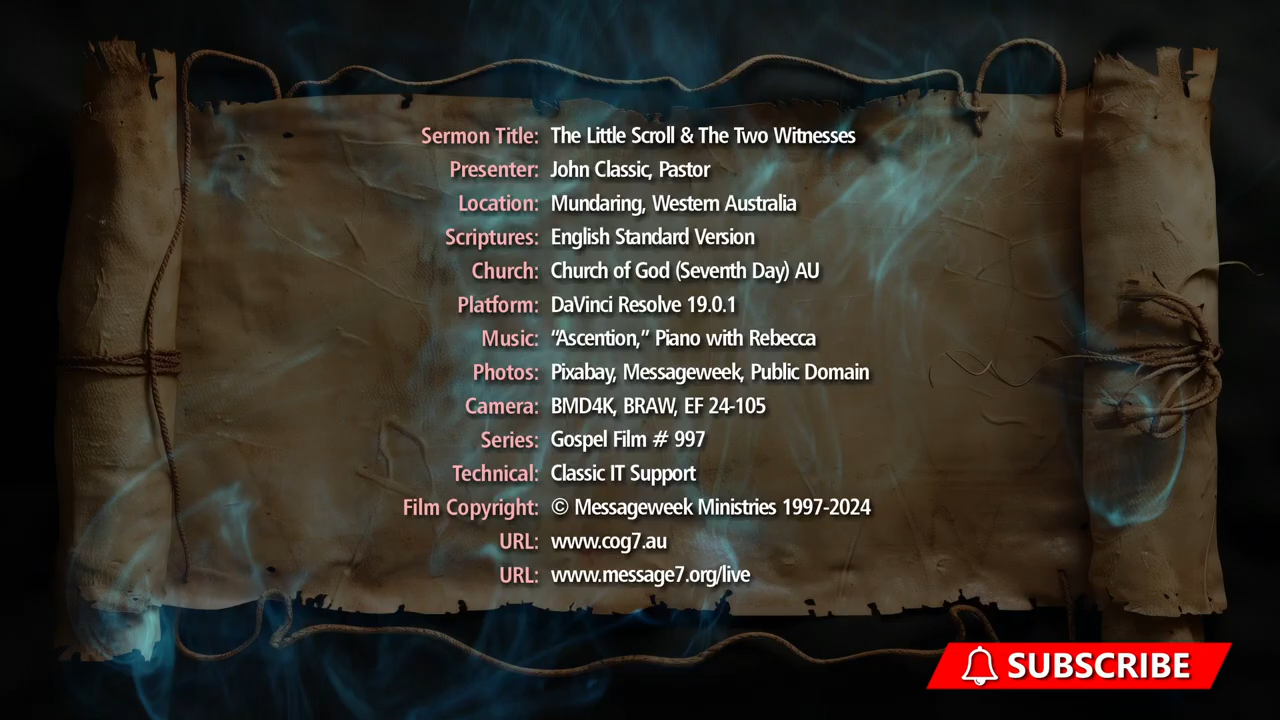 Sermon Title: The Little Scroll & The Two Witnesses
Presenter: John Classic, Pastor
Location: Mundaring, Western Australia
Scriptures: English Standard Version
Church: Church of God (Seventh Day) AU
Platform: DaVinci Resolve 19.0.1
Music: “Ascention,” Piano with Rebecca
Photos: Pixabay, Messageweek, Public Domain
Camera: BMD4K, BRAW, EF 24-105
Series: Gospel Film # 997
Technical: Classic IT Support
Film Copyright: © Messageweek Ministries 1997-2024
URL: www.cog7.au
URL: www.message7.org/live
SUBSCRIBE